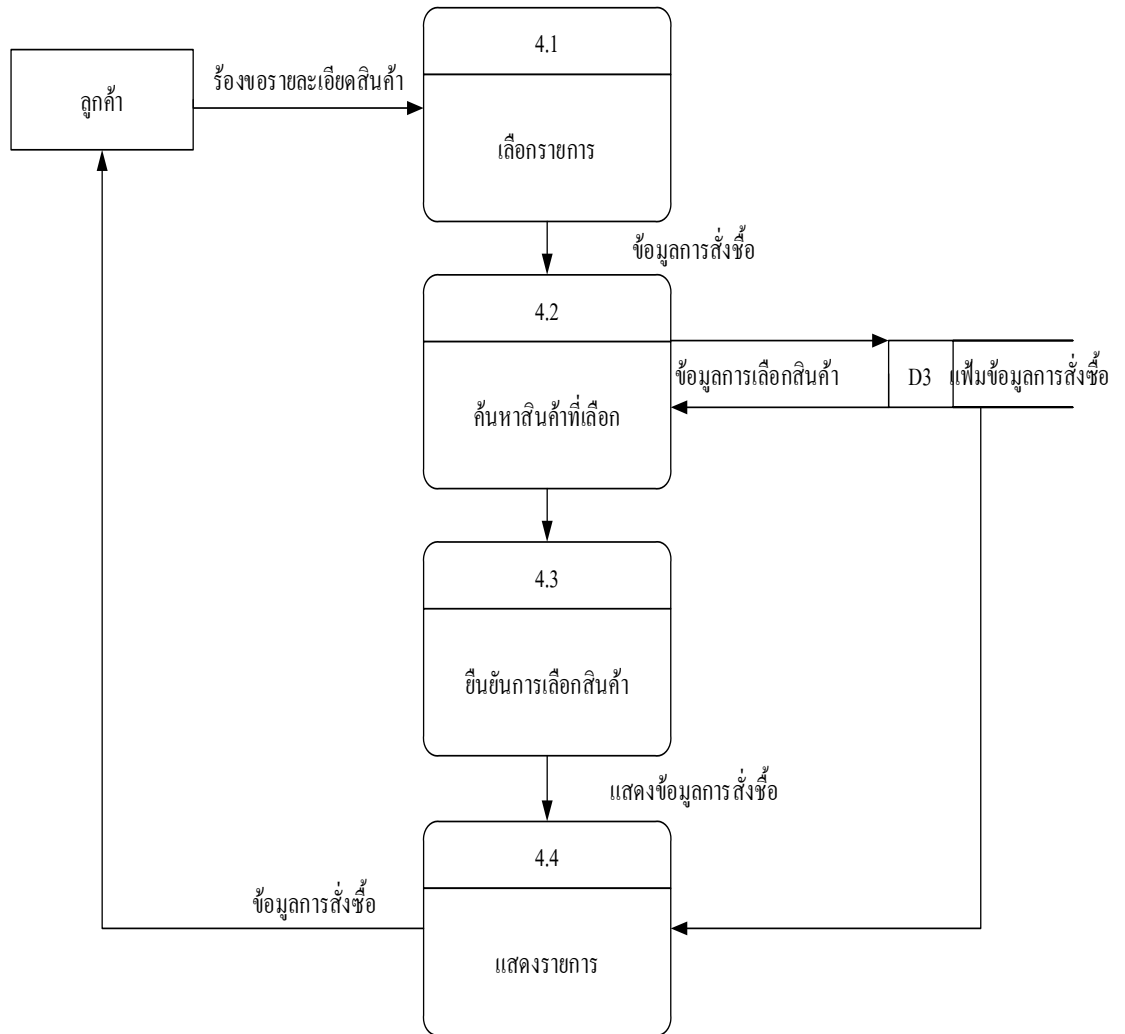 4.1
ร้องขอรายละเอียดสินค้า
ลูกค้า
เลือกรายการ
ข้อมูลการสั่งซื้อ
4.2
ข้อมูลการเลือกสินค้า
D3
แฟ้มข้อมูลการสั่งซื้อ
ค้นหาสินค้าที่เลือก
4.3
ยืนยันการเลือกสินค้า
แสดงข้อมูลการสั่งซื้อ
4.4
ข้อมูลการสั่งซื้อ
แสดงรายการ